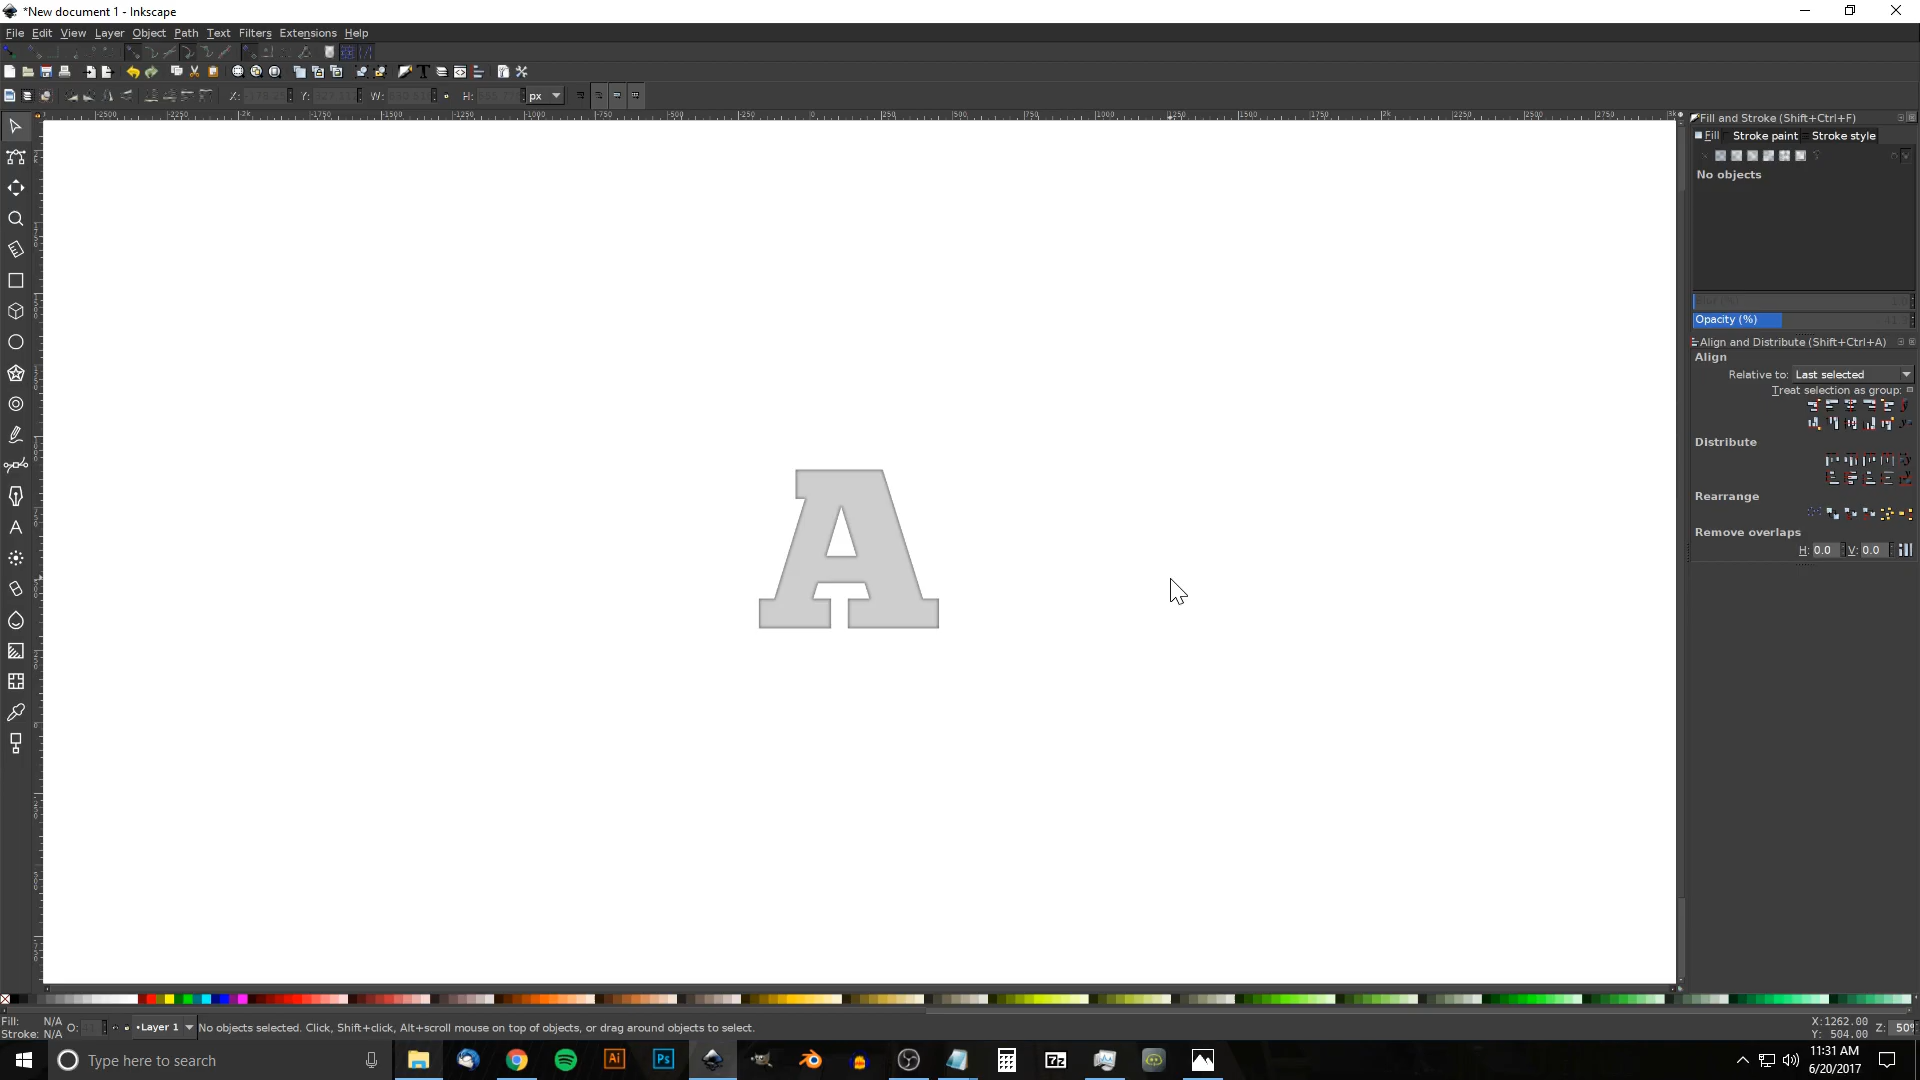 *New document 1 - Inkscape
File Edit View Layer Object Path Text Filters Extensions Help
X: Y: W: H: px
Fill and Stroke (Shift+Ctrl+F)
Fill Stroke paint Stroke style
No objects
Opacity (%)
Align and Distribute (Shift+Ctrl+A)
Align
Relative to: Last selected
Treat selection as group:
Distribute
Rearrange
Remove overlaps
H: 0.0 V: 0.0
A
Fill: N/A
Stroke: N/A
O:
•Layer 1
No objects selected. Click, Shift+click, Alt+scroll mouse on top of objects, or drag around objects to select.
X:1262.00
Y: 504.00
Z: 50%
Type here to search
Ai
Ps
7z
11:31 AM
6/20/2017